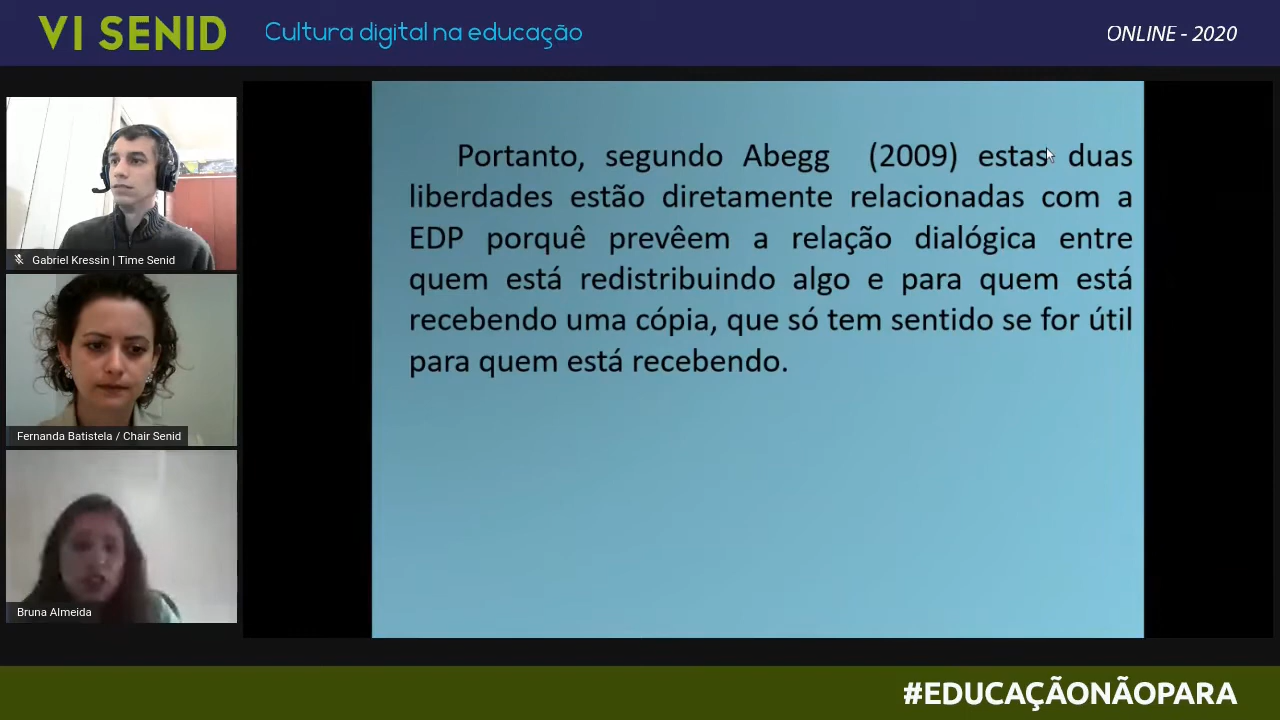 VI SENID
Cultura digital na educação
ONLINE - 2020
Gabriel Kressin | Time Senid
Fernanda Batistela / Chair Senid
Bruna Almeida
Portanto, segundo Abegg (2009) estas duas
liberdades estão diretamente relacionadas com a
EDP porquê prevêem a relação dialógica entre
quem está redistribuindo algo e para quem está
recebendo uma cópia, que só tem sentido se for útil
para quem está recebendo.
#EDUCAÇÃONÃOPARA